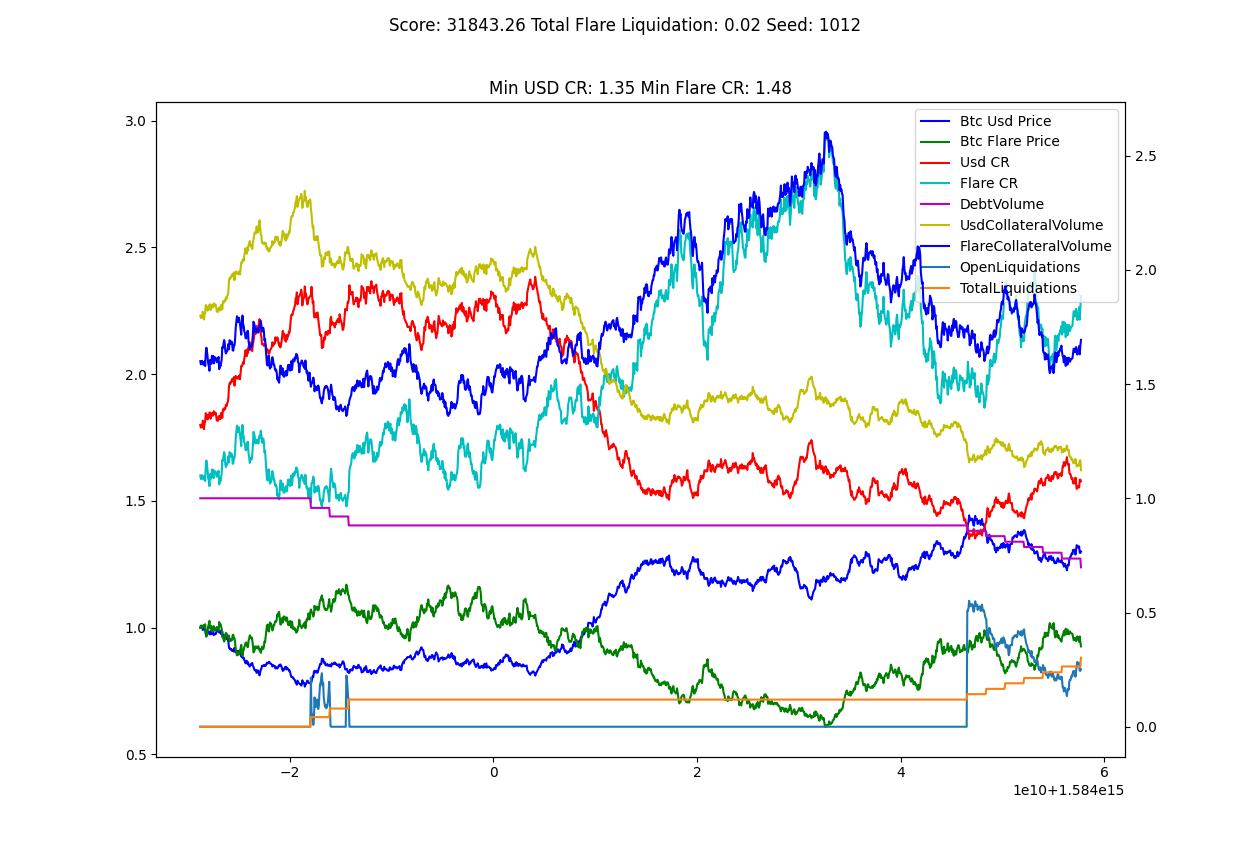 Score: 31843.26 Total Flare Liquidation: 0.02 Seed: 1012
Min USD CR: 1.35 Min Flare CR: 1.48
3.0
2.5
2.0
1.5
1.0
0.5
Btc Usd Price
Btc Flare Price
Usd CR
Flare CR
DebtVolume
UsdCollateralVolume
FlareCollateralVolume
OpenLiquidations
TotalLiquidations
2.5
2.0
1.5
1.0
0.5
0.0
−2 0 2 4 6
1e10+1.584e15